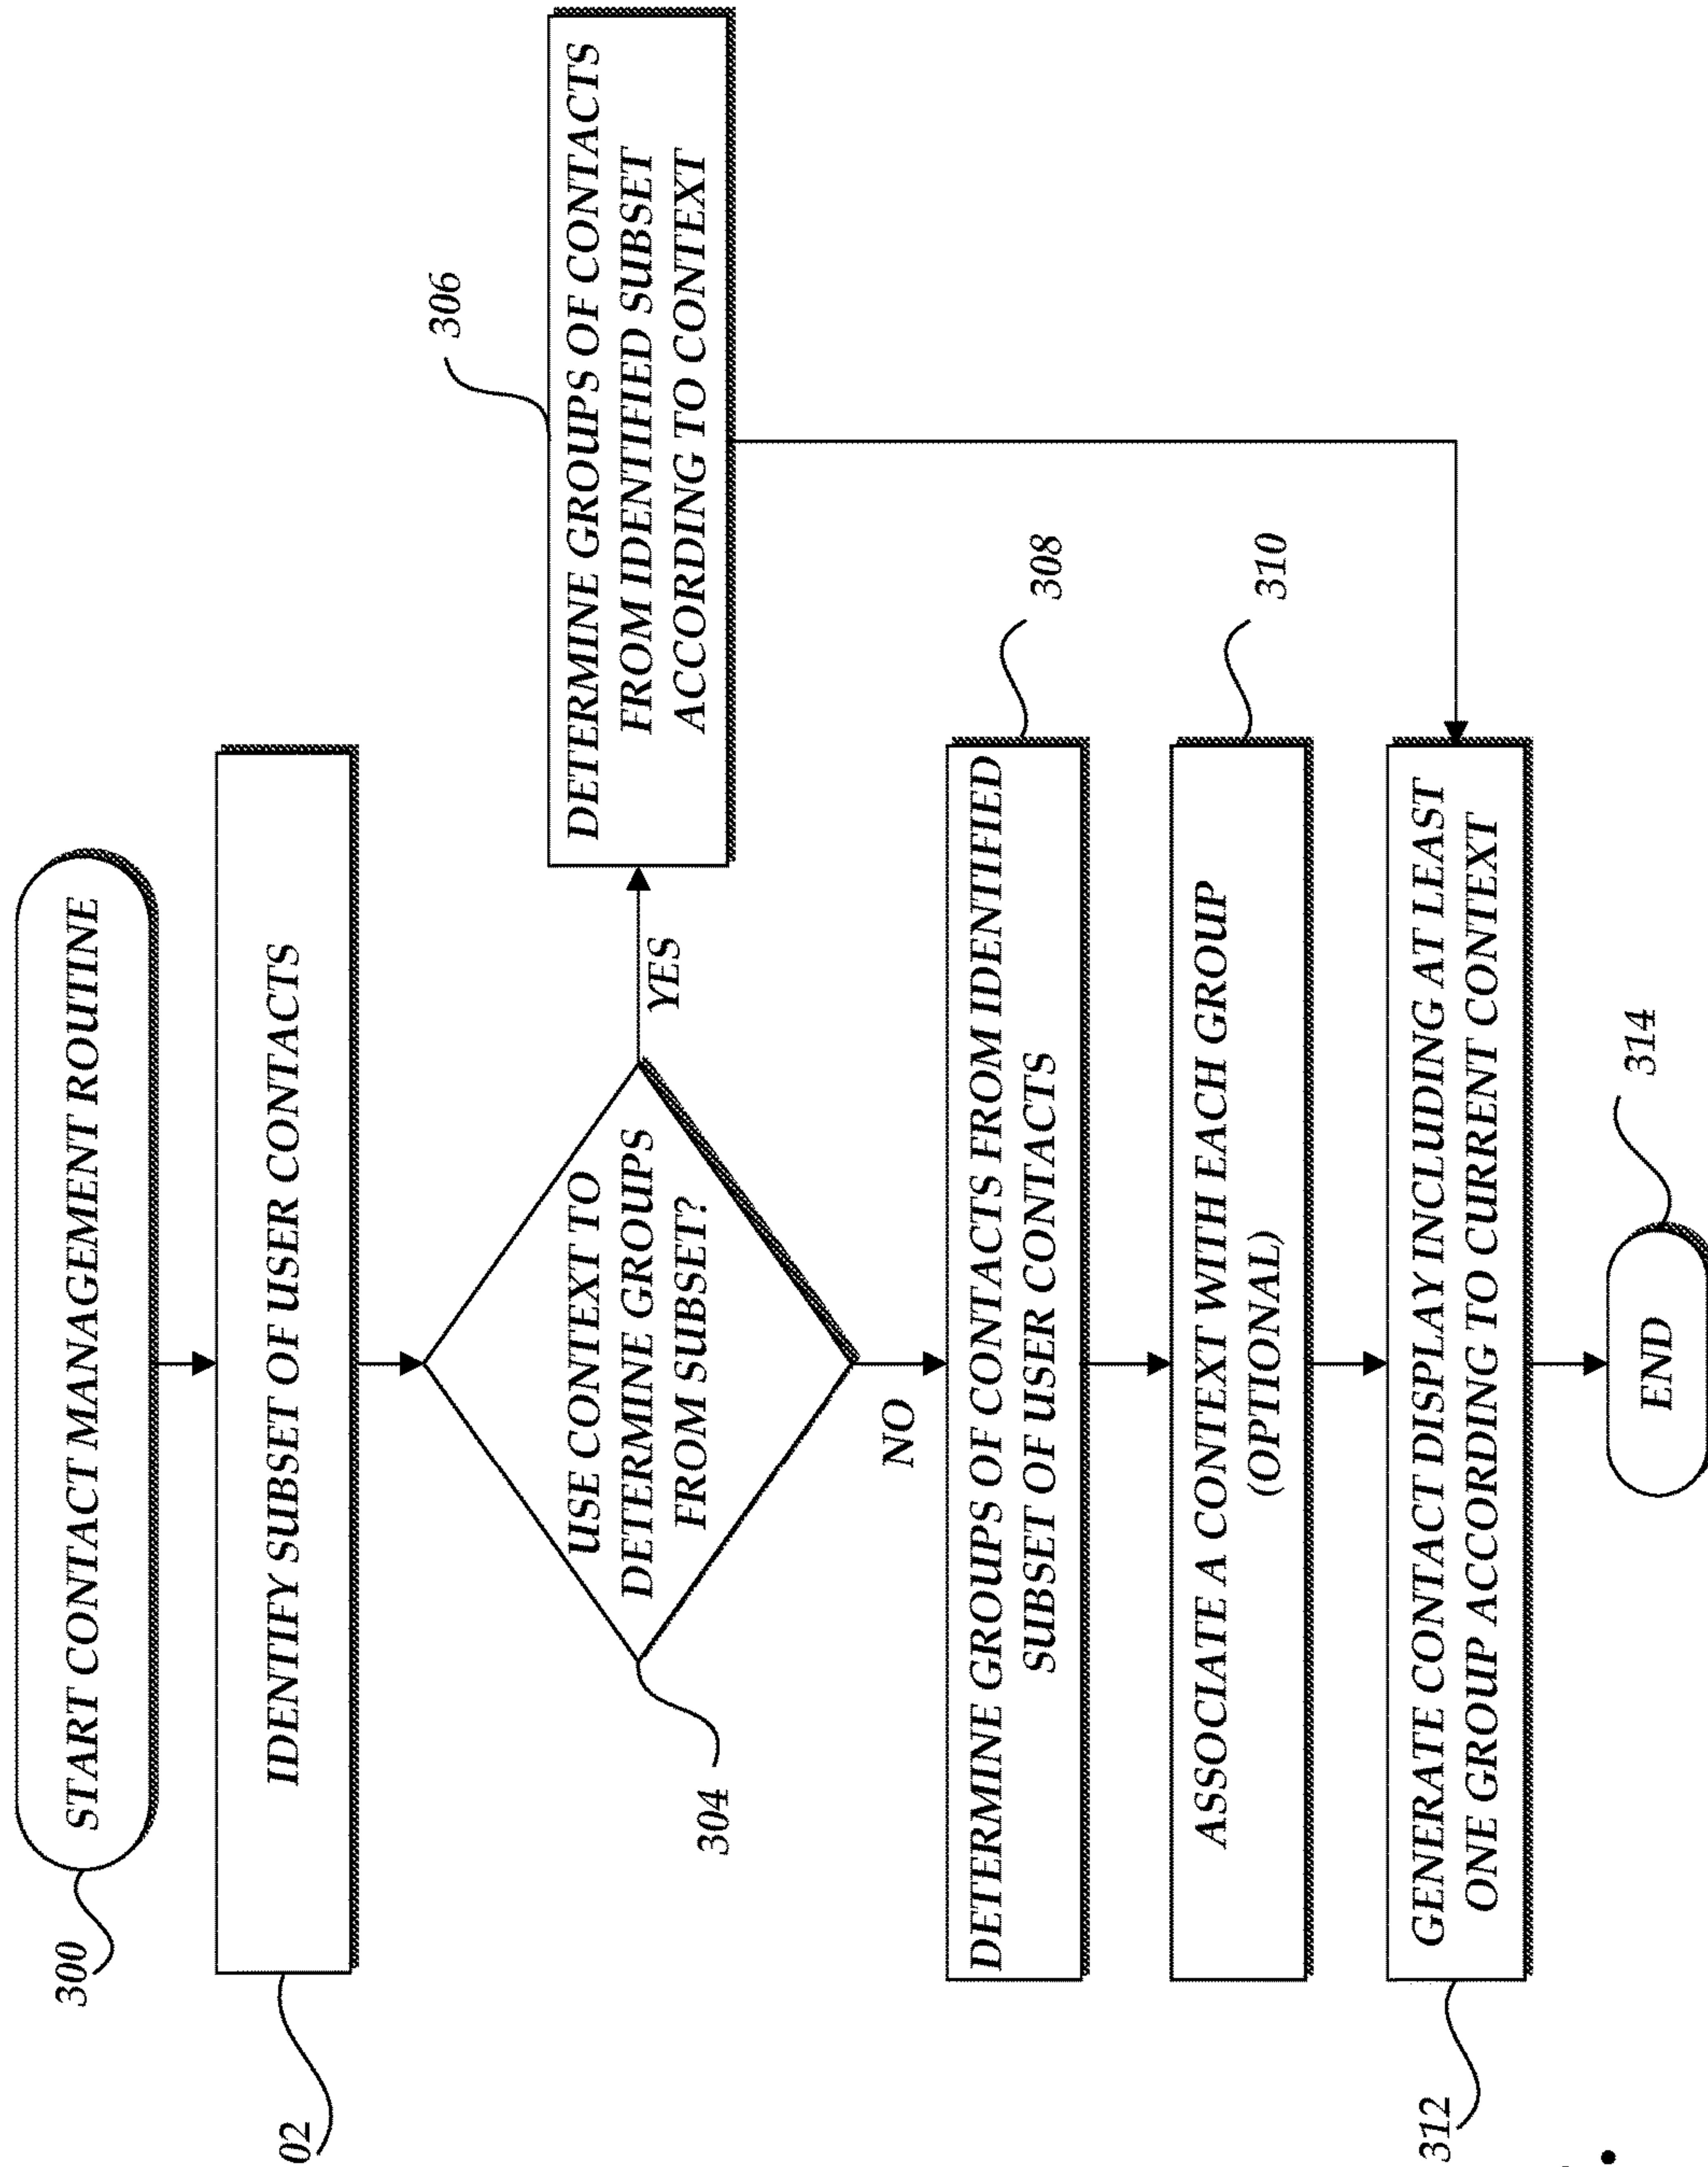 300
START CONTACT MANAGEMENT ROUTINE
02
IDENTIFY SUBSET OF USER CONTACTS
304
USE CONTEXT TO
DETERMINE GROUPS
FROM SUBSET?
YES
306
DETERMINE GROUPS OF CONTACTS
FROM IDENTIFIED SUBSET
ACCORDING TO CONTEXT
NO
308
DETERMINE GROUPS OF CONTACTS FROM IDENTIFIED
SUBSET OF USER CONTACTS
310
ASSOCIATE A CONTEXT WITH EACH GROUP
(OPTIONAL)
312
GENERATE CONTACT DISPLAY INCLUDING AT LEAST
ONE GROUP ACCORDING TO CURRENT CONTEXT
314
END